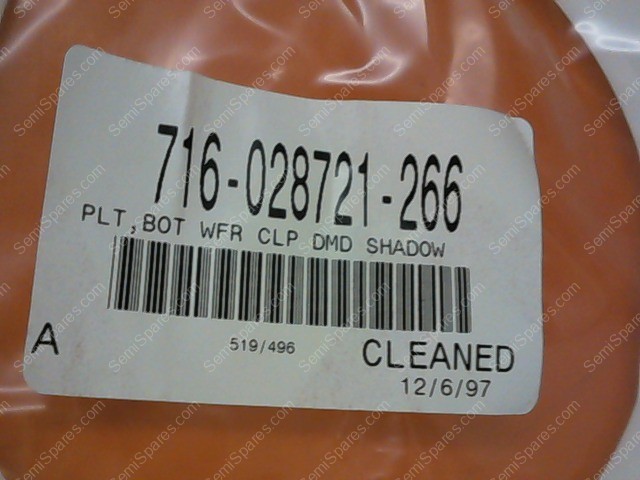 716-028721-266
PLT,BOT WFR CLP DMD SHADOW
A
519/496
CLEANED
12/6/97
SemiSpares.com